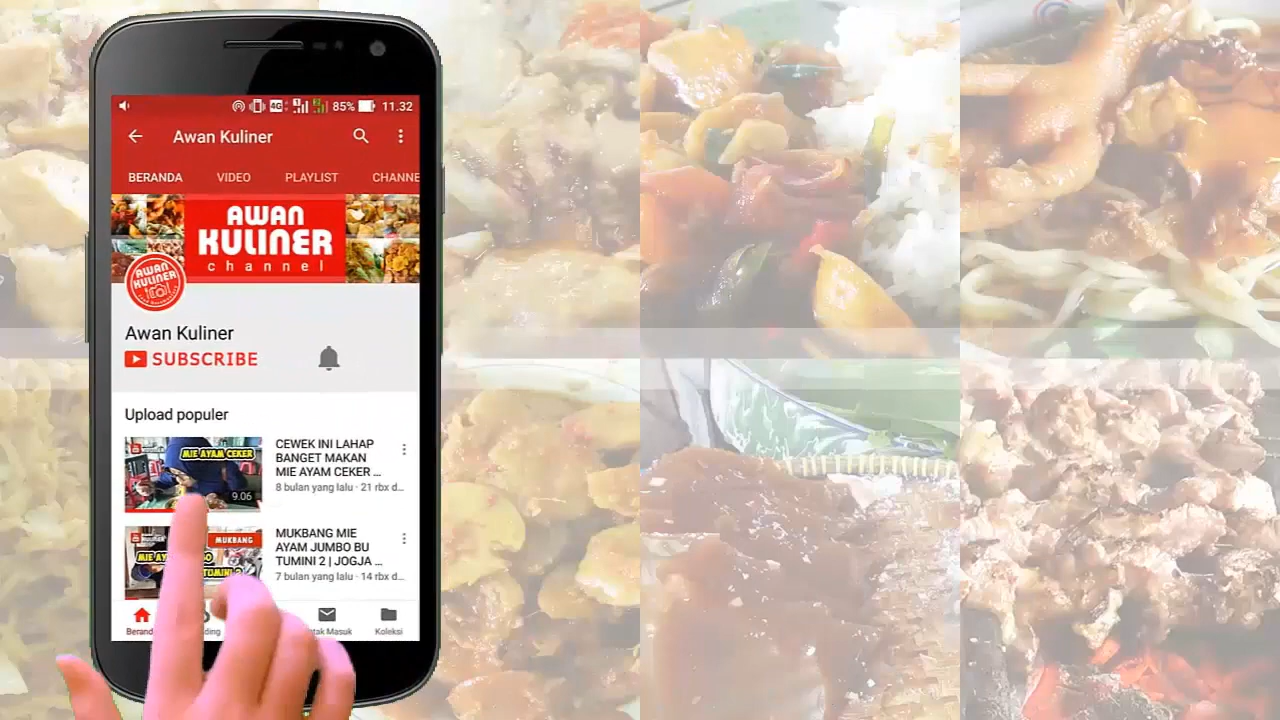 85% 11.32
Awan Kuliner
BERANDA VIDEO PLAYLIST CHANNE
AWAN
KULINER
channel
AWAN
KULINER
Awan Kuliner
SUBSCRIBE
Upload populer
MIE AYAM CEKER
9.06
CEWEK INI LAHAP
BANGET MAKAN
MIE AYAM CEKER ...
8 bulan yang lalu · 21 rbx d...
MUKBANG
MUKBANG MIE
AYAM JUMBO BU
TUMINI 2 | JOGJA ...
7 bulan yang lalu · 14 rbx d...
Koleksi